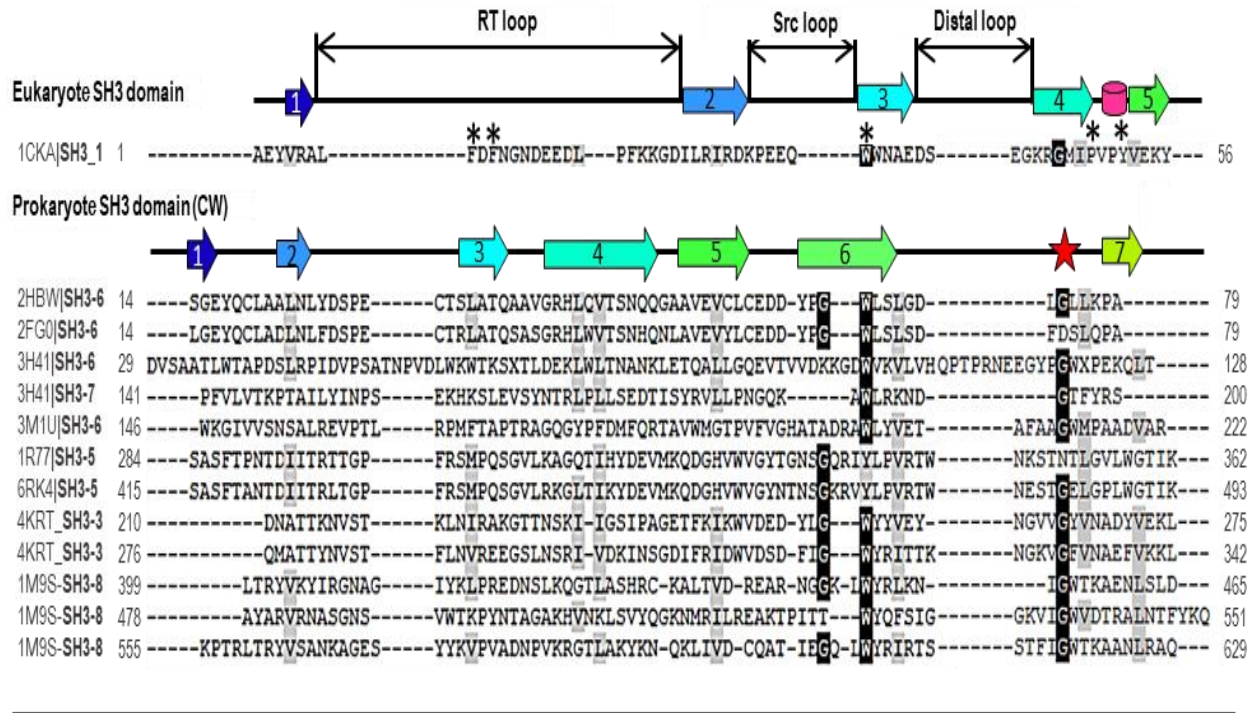 RT loop
Src loop
Distal loop
Eukaryote SH3 domain
1 2 3 4 5
* * * * *
1CKA|SH3_1 1 ----------AEYVRAL-------------FDFNGNDEEDL---PFKKGDILRIRDKPEEQ------WWNAEDS-------EGKRGMIPVPYVEKY---- 56
Prokaryote SH3 domain (CW)
1 2 3 4 5 6 7
2HBW|SH3-6 14 ----SGEYQCLAALNLYDSPE------CTSLATQAAVGRHLCVTSNQQGAAVEVCLCEDD-YPG---WLSLGD---------LGLLKPA------- 79
2FG0|SH3-6 14 ----LGEYQCLADLNLFDSPE------CTRLATQSASGRHLWVTSNHQNLAVEVYLCEDD-YPG---WLSLSD---------FDSLQPA------- 79
3H41|SH3-6 29 DVSAATLWTAPDSLRPIDVPSATNPVDLWKWTKSXTLDEKLWLTNANKLETQALLGQEVTVVDKKGDWVKVLVHQPTPRNEEGYPGWXPEKQLT----- 128
3H41|SH3-7 141 -----PFVLVTKPTAILYINPS-----EKHKSLEVSYNTRLPLLSEDTISYRVLLPNGQK------AWLRKND----------GTFYRS------- 200
3M1U|SH3-6 146 -----WKGIVVSNSALREVPTL-----RPMFTAPTRAGQGYPFDMFQRTAVWMGTPVFVGHATADRAWLYVET-------AFAAGWMPAADVAR---- 222
1R77|SH3-5 284 ----SASFTPNTDIITRTTGP------FRSMPQSGVLKAGQTIHYDEVMKQDGHVWVGYTGNSGQRIYLPVRTW------NKSTNTLGVLWGTIK--- 362
6RK4|SH3-5 415 ----SASFTANTDIITRLTGP------FRSMPQSGVLRKGLTIKYDEVMKQDGHVWVGYNTNSGKRVYLPVRTW------NESTGELGPLWGTIK--- 493
4KRT_SH3-3 210 -----------DNATTKNVST------KLNIRAKGTTNSKI-IGSIPAGETFKIKWVDED-YLG---WYYVEY-------NGVVGYVNADYVEKL--- 275
4KRT_SH3-3 276 -----------QMATTYNVST------FLNVREEGSLNSRI-VDKINSGDIFRIDWVDSD-FIG---WYRITTK------NGKVGFVNAEFVKKL--- 342
1M9S-SH3-8 399 ---------LTRYVKYIRGNAG-----IYKLPREDNSLKQGTLASHRC-KALTVD-REAR-NGGK-LWYRLKN----------IGWTKAENLSLD--- 465
1M9S-SH3-8 478 ---------AYARVRNASGNS------VWTKPYNTAGAKHVNKLSVYQGKNMRILREAKTPITT---WYQFSIG------GKVIGWVDTRALNTFYKQ 551
1M9S-SH3-8 555 -----KPTRLTRYVSANKAGES-----YYKVPVADNPVKRGTLAKYKN-QKLIVD-CQAT-IEGQ-LWYRIRTS-------STFIGWTKAANLRAQ--- 629